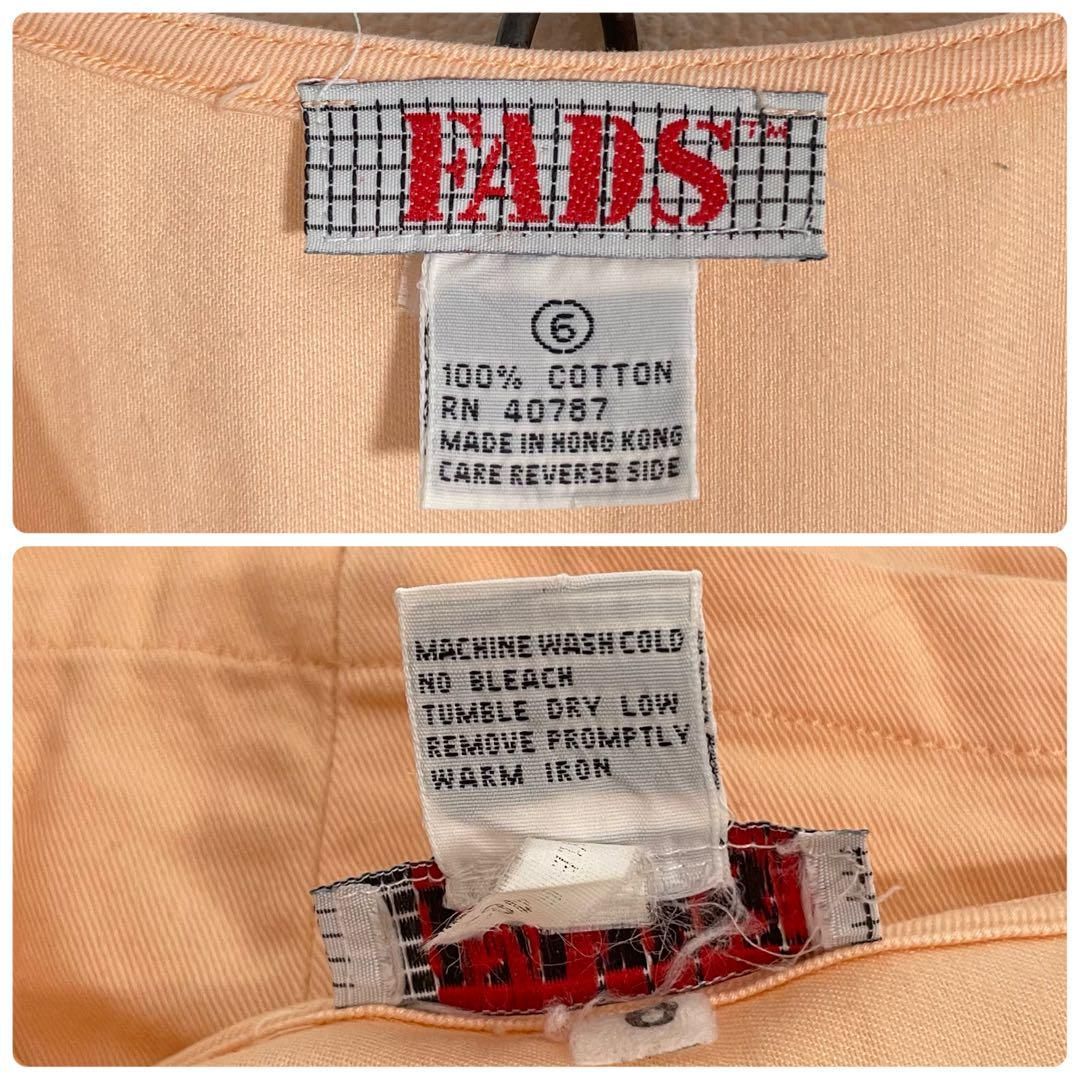 FADS™
6
100% COTTON
RN 40787
MADE IN HONG KONG
CARE REVERSE SIDE
MACHINE WASH COLD
NO BLEACH
TUMBLE DRY LOW
REMOVE PROMPTLY
WARM IRON